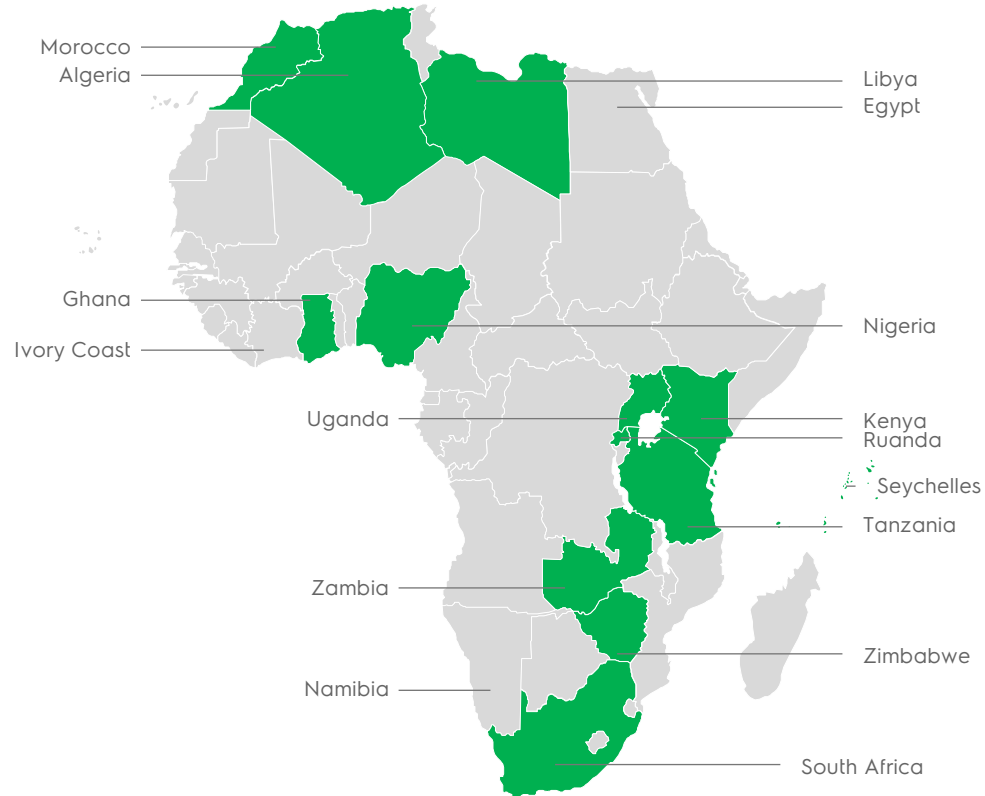 Morocco
Algeria
Libya
Egypt
Ghana
Nigeria
Ivory Coast
Uganda
Kenya
Ruanda
Seychelles
Tanzania
Zambia
Zimbabwe
Namibia
South Africa